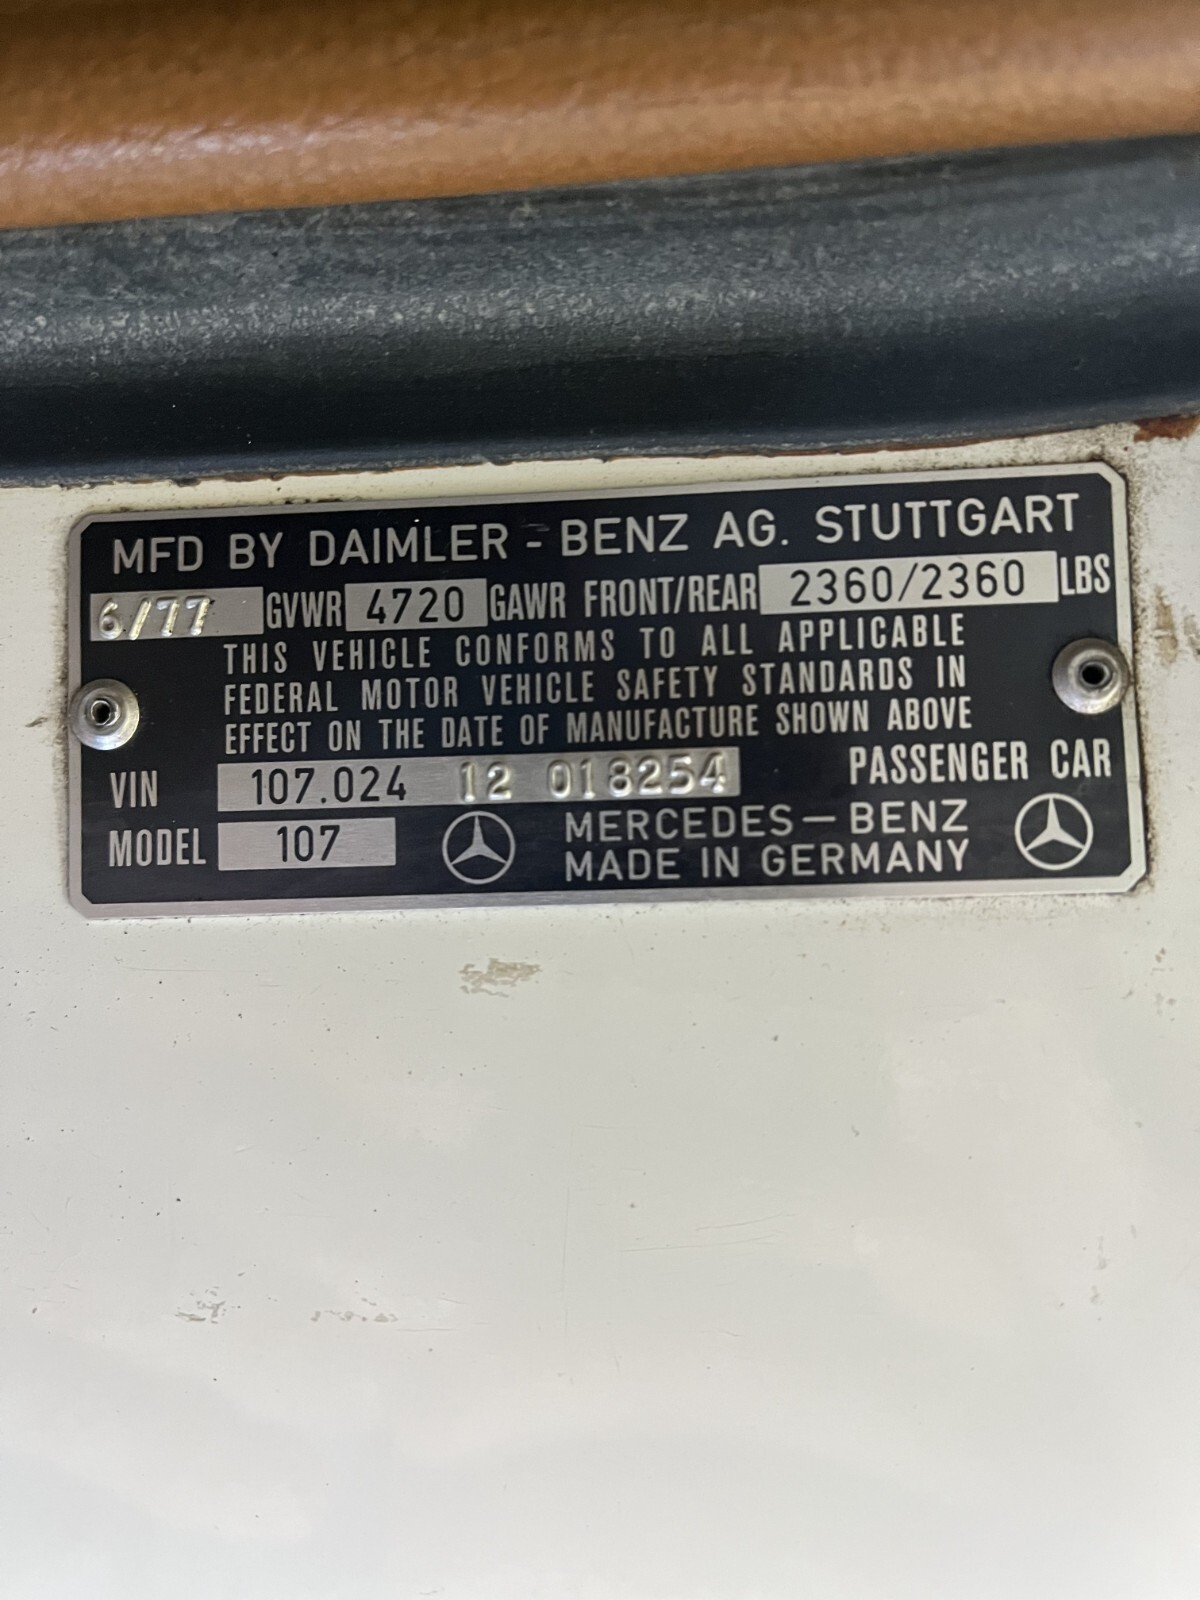 MFD BY DAIMLER - BENZ AG. STUTTGART
6/77 GVWR 4720 GAWR FRONT/REAR 2360/2360 LBS
THIS VEHICLE CONFORMS TO ALL APPLICABLE
FEDERAL MOTOR VEHICLE SAFETY STANDARDS IN
EFFECT ON THE DATE OF MANUFACTURE SHOWN ABOVE
VIN 107.024 12 018254 PASSENGER CAR
MODEL 107 MERCEDES — BENZ
MADE IN GERMANY